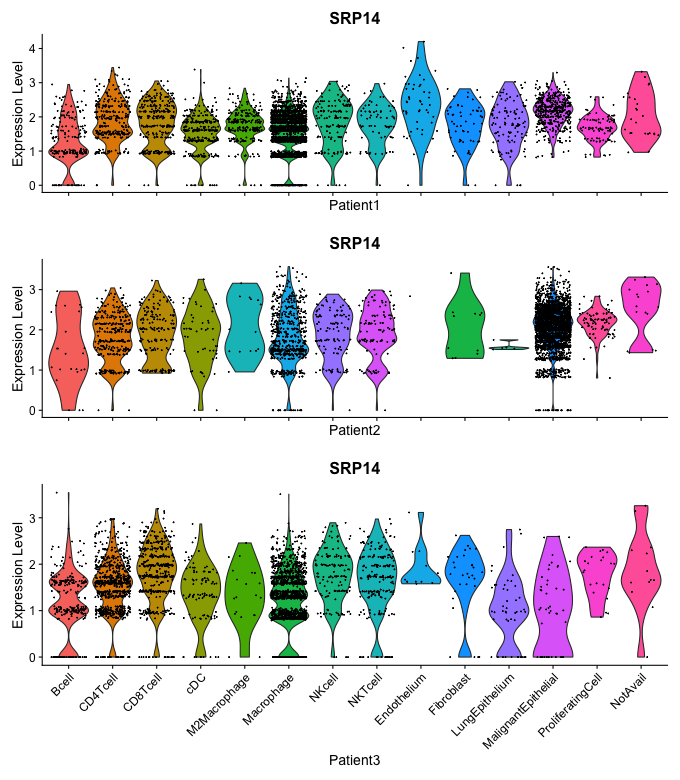 SRP14
Expression Level
4
3
2
1
0
Patient1
SRP14
Expression Level
3
2
1
0
Patient2
SRP14
Expression Level
3
2
1
0
Bcell
CD4Tcell
CD8Tcell
cDC
M2Macrophage
Macrophage
NKcell
NKTcell
Endothelium
Fibroblast
LungEpithelium
MalignantEpithelial
ProliferatingCell
NotAvail
Patient3